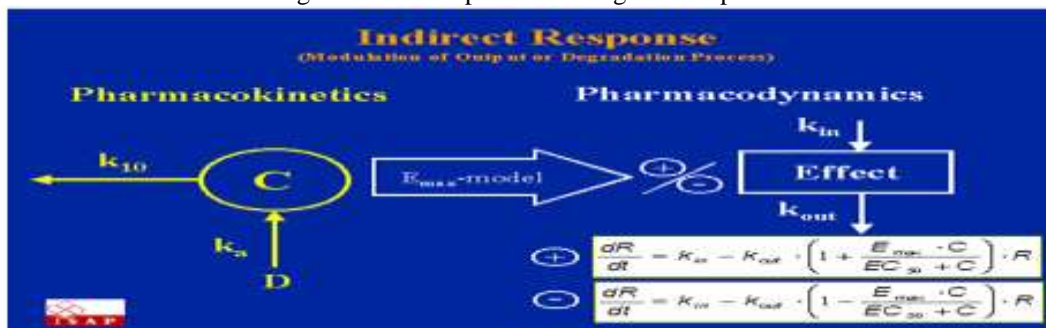 Indirect Response
(Modulation of Output or Degradation Process)
Pharmacokinetics
Pharmacodynamics
k10
C
ka
D
Emax-model
+
-
kin
Effect
kout
+ dR/dt = Kin − Kout · (1 + Emax · C / EC50 + C) · R
- dR/dt = Kin − Kout · (1 − Emax · C / EC50 + C) · R
ISAP